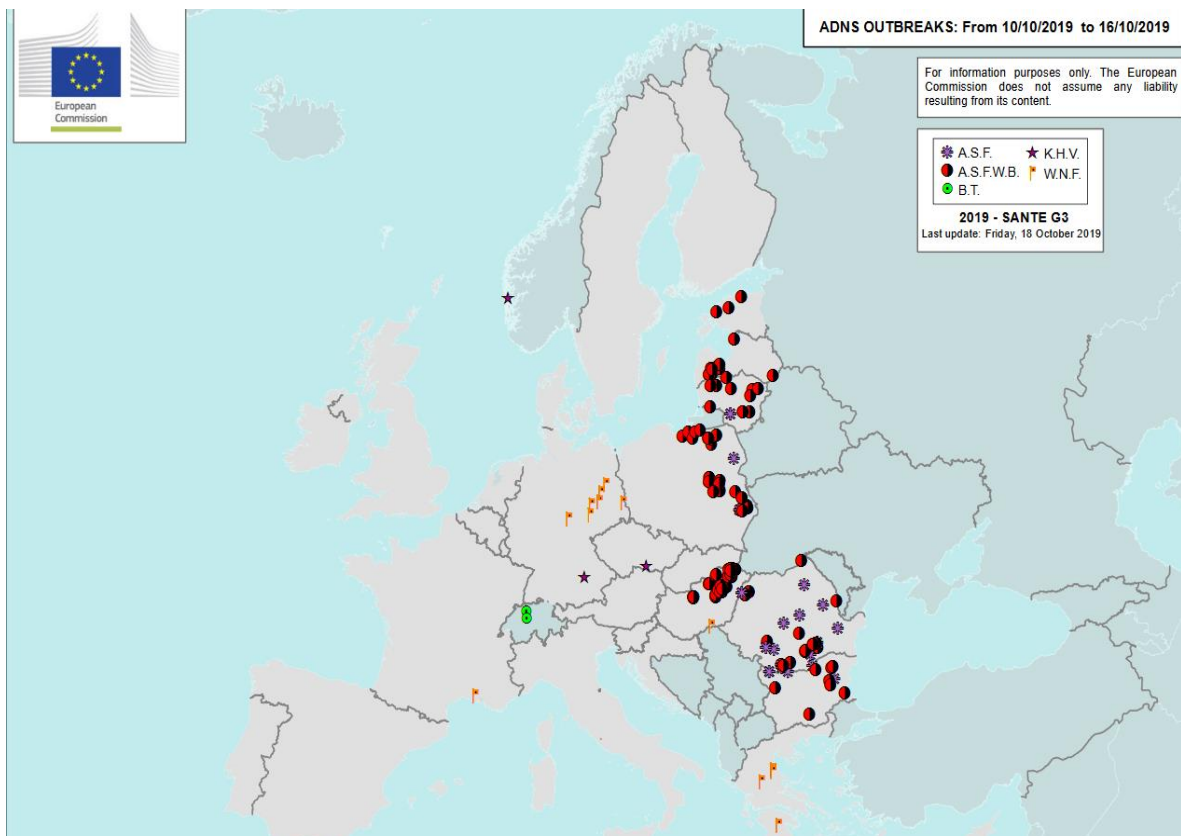 European
Commission
ADNS OUTBREAKS: From 10/10/2019 to 16/10/2019
For information purposes only. The European
Commission does not assume any liability
resulting from its content.
A.S.F.
K.H.V.
A.S.F.W.B.
W.N.F.
B.T.
2019 - SANTE G3
Last update: Friday, 18 October 2019